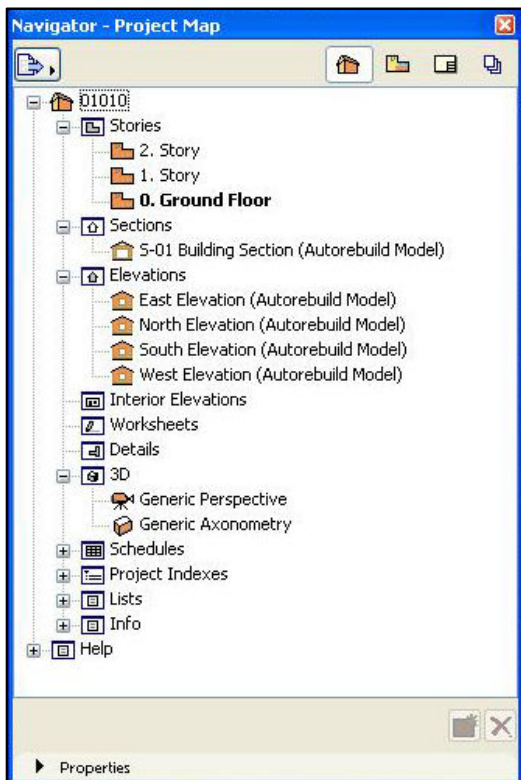 Navigator - Project Map
01010
Stories
2. Story
1. Story
0. Ground Floor
Sections
S-01 Building Section (Autorebuild Model)
Elevations
East Elevation (Autorebuild Model)
North Elevation (Autorebuild Model)
South Elevation (Autorebuild Model)
West Elevation (Autorebuild Model)
Interior Elevations
Worksheets
Details
3D
Generic Perspective
Generic Axonometry
Schedules
Project Indexes
Lists
Info
Help
Properties